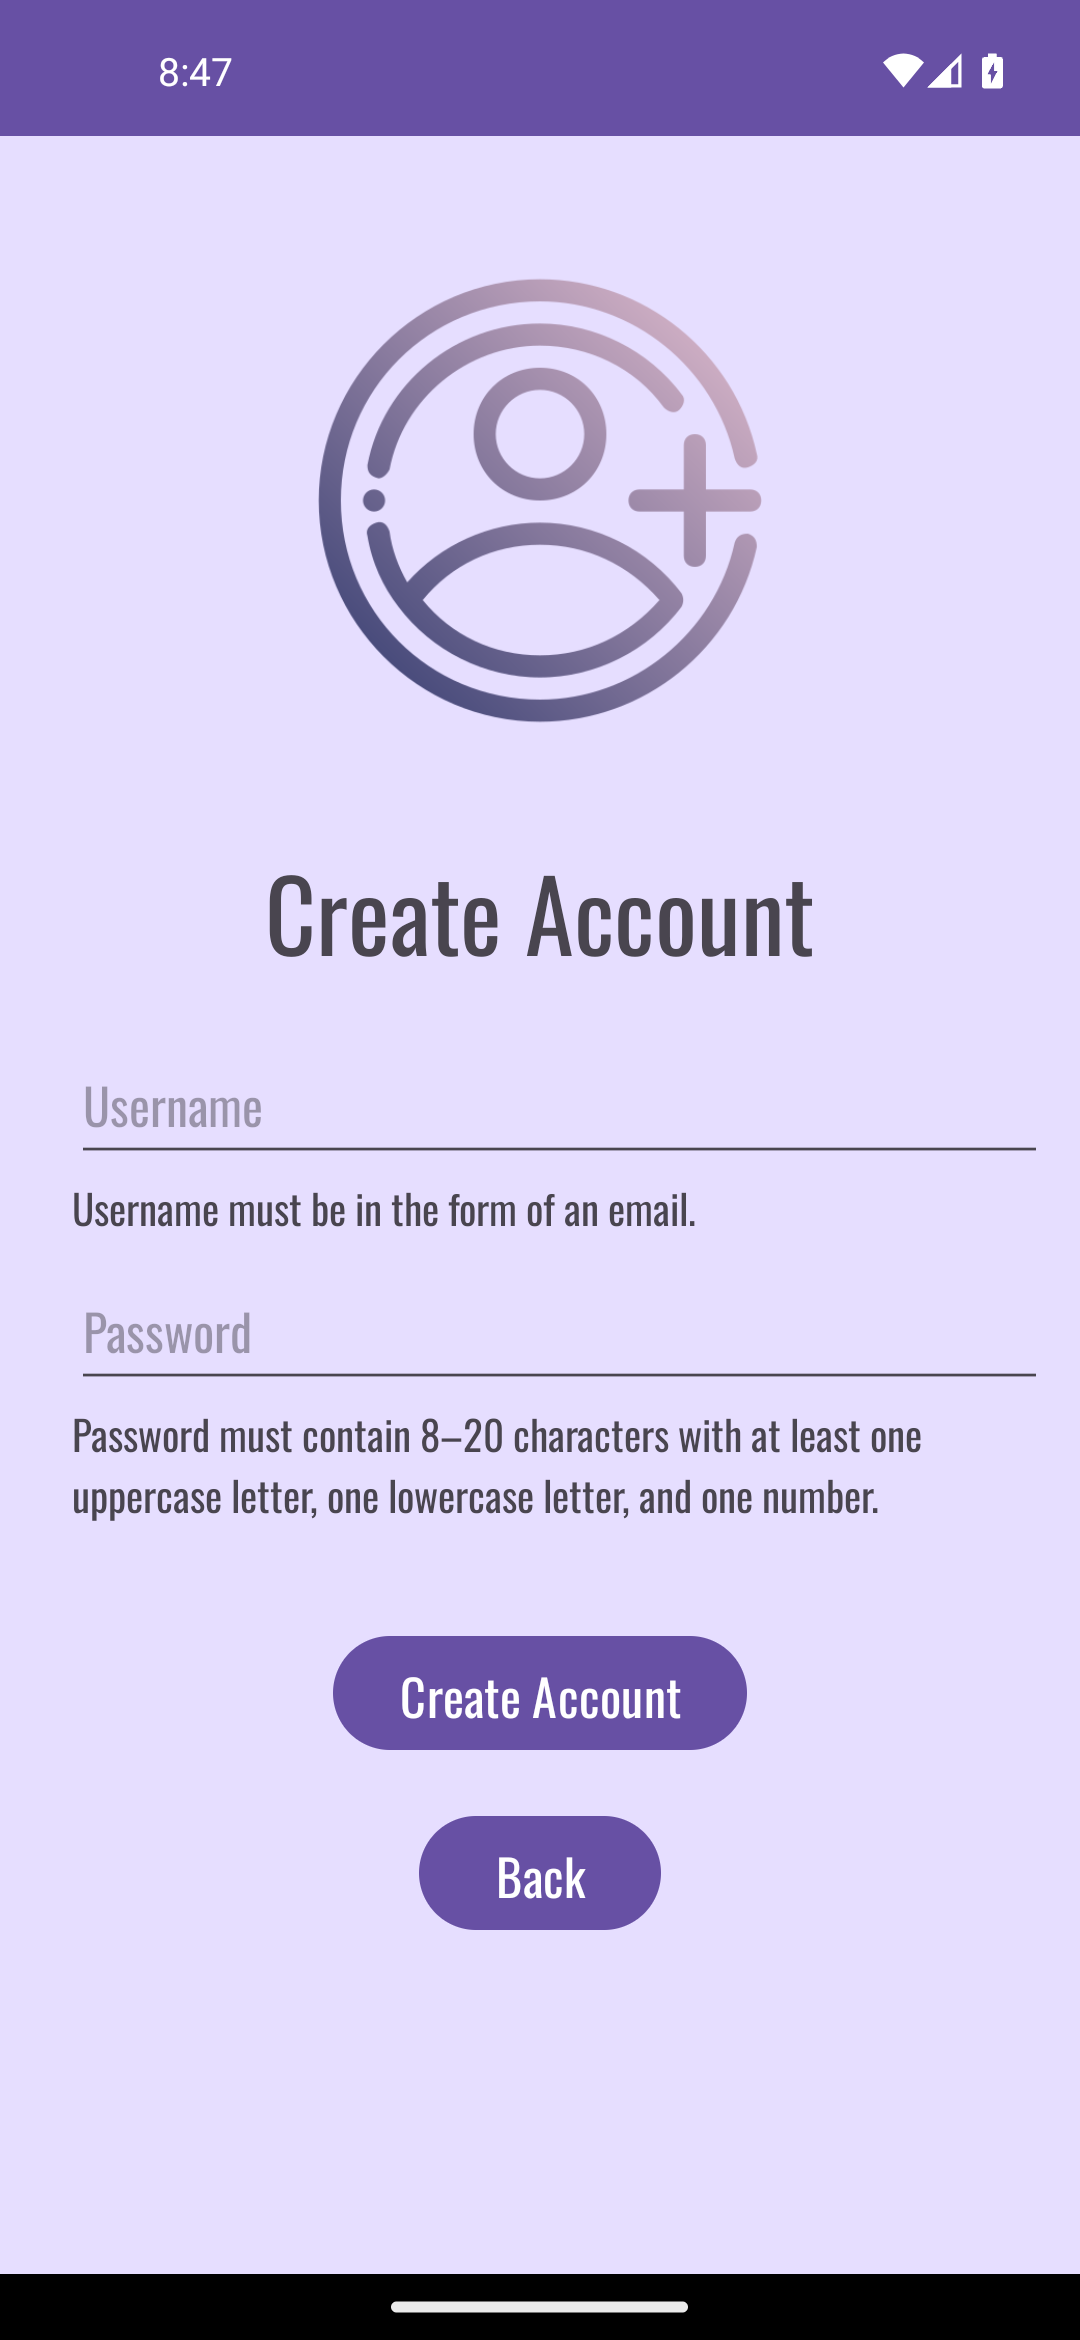 8:47
Create Account
Username
Username must be in the form of an email.
Password
Password must contain 8–20 characters with at least one
uppercase letter, one lowercase letter, and one number.
Create Account
Back